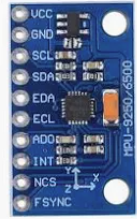 VCC
GND
SCL
SDA
EDA
ECL
ADO
INT
NCS
FSYNC
MPU-9250/6500
Y
Z
X